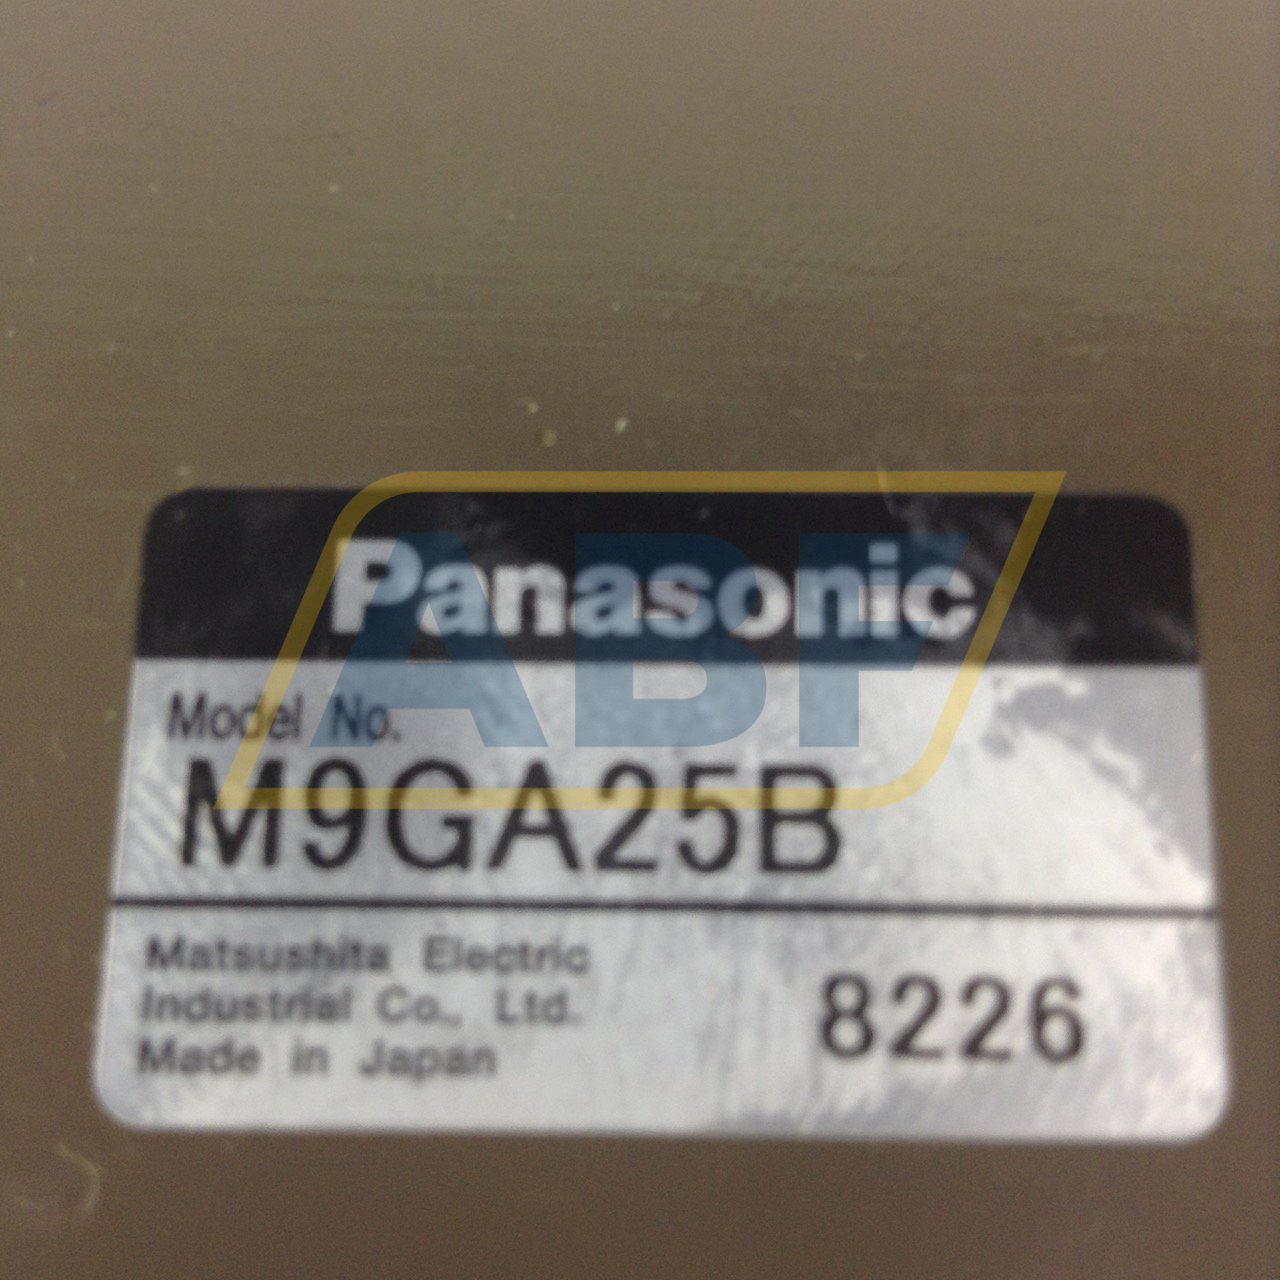 Panasonic
ABF
Model No.
M9GA25B
Matsushita Electric
Industrial Co., Ltd.
Made in Japan
8226